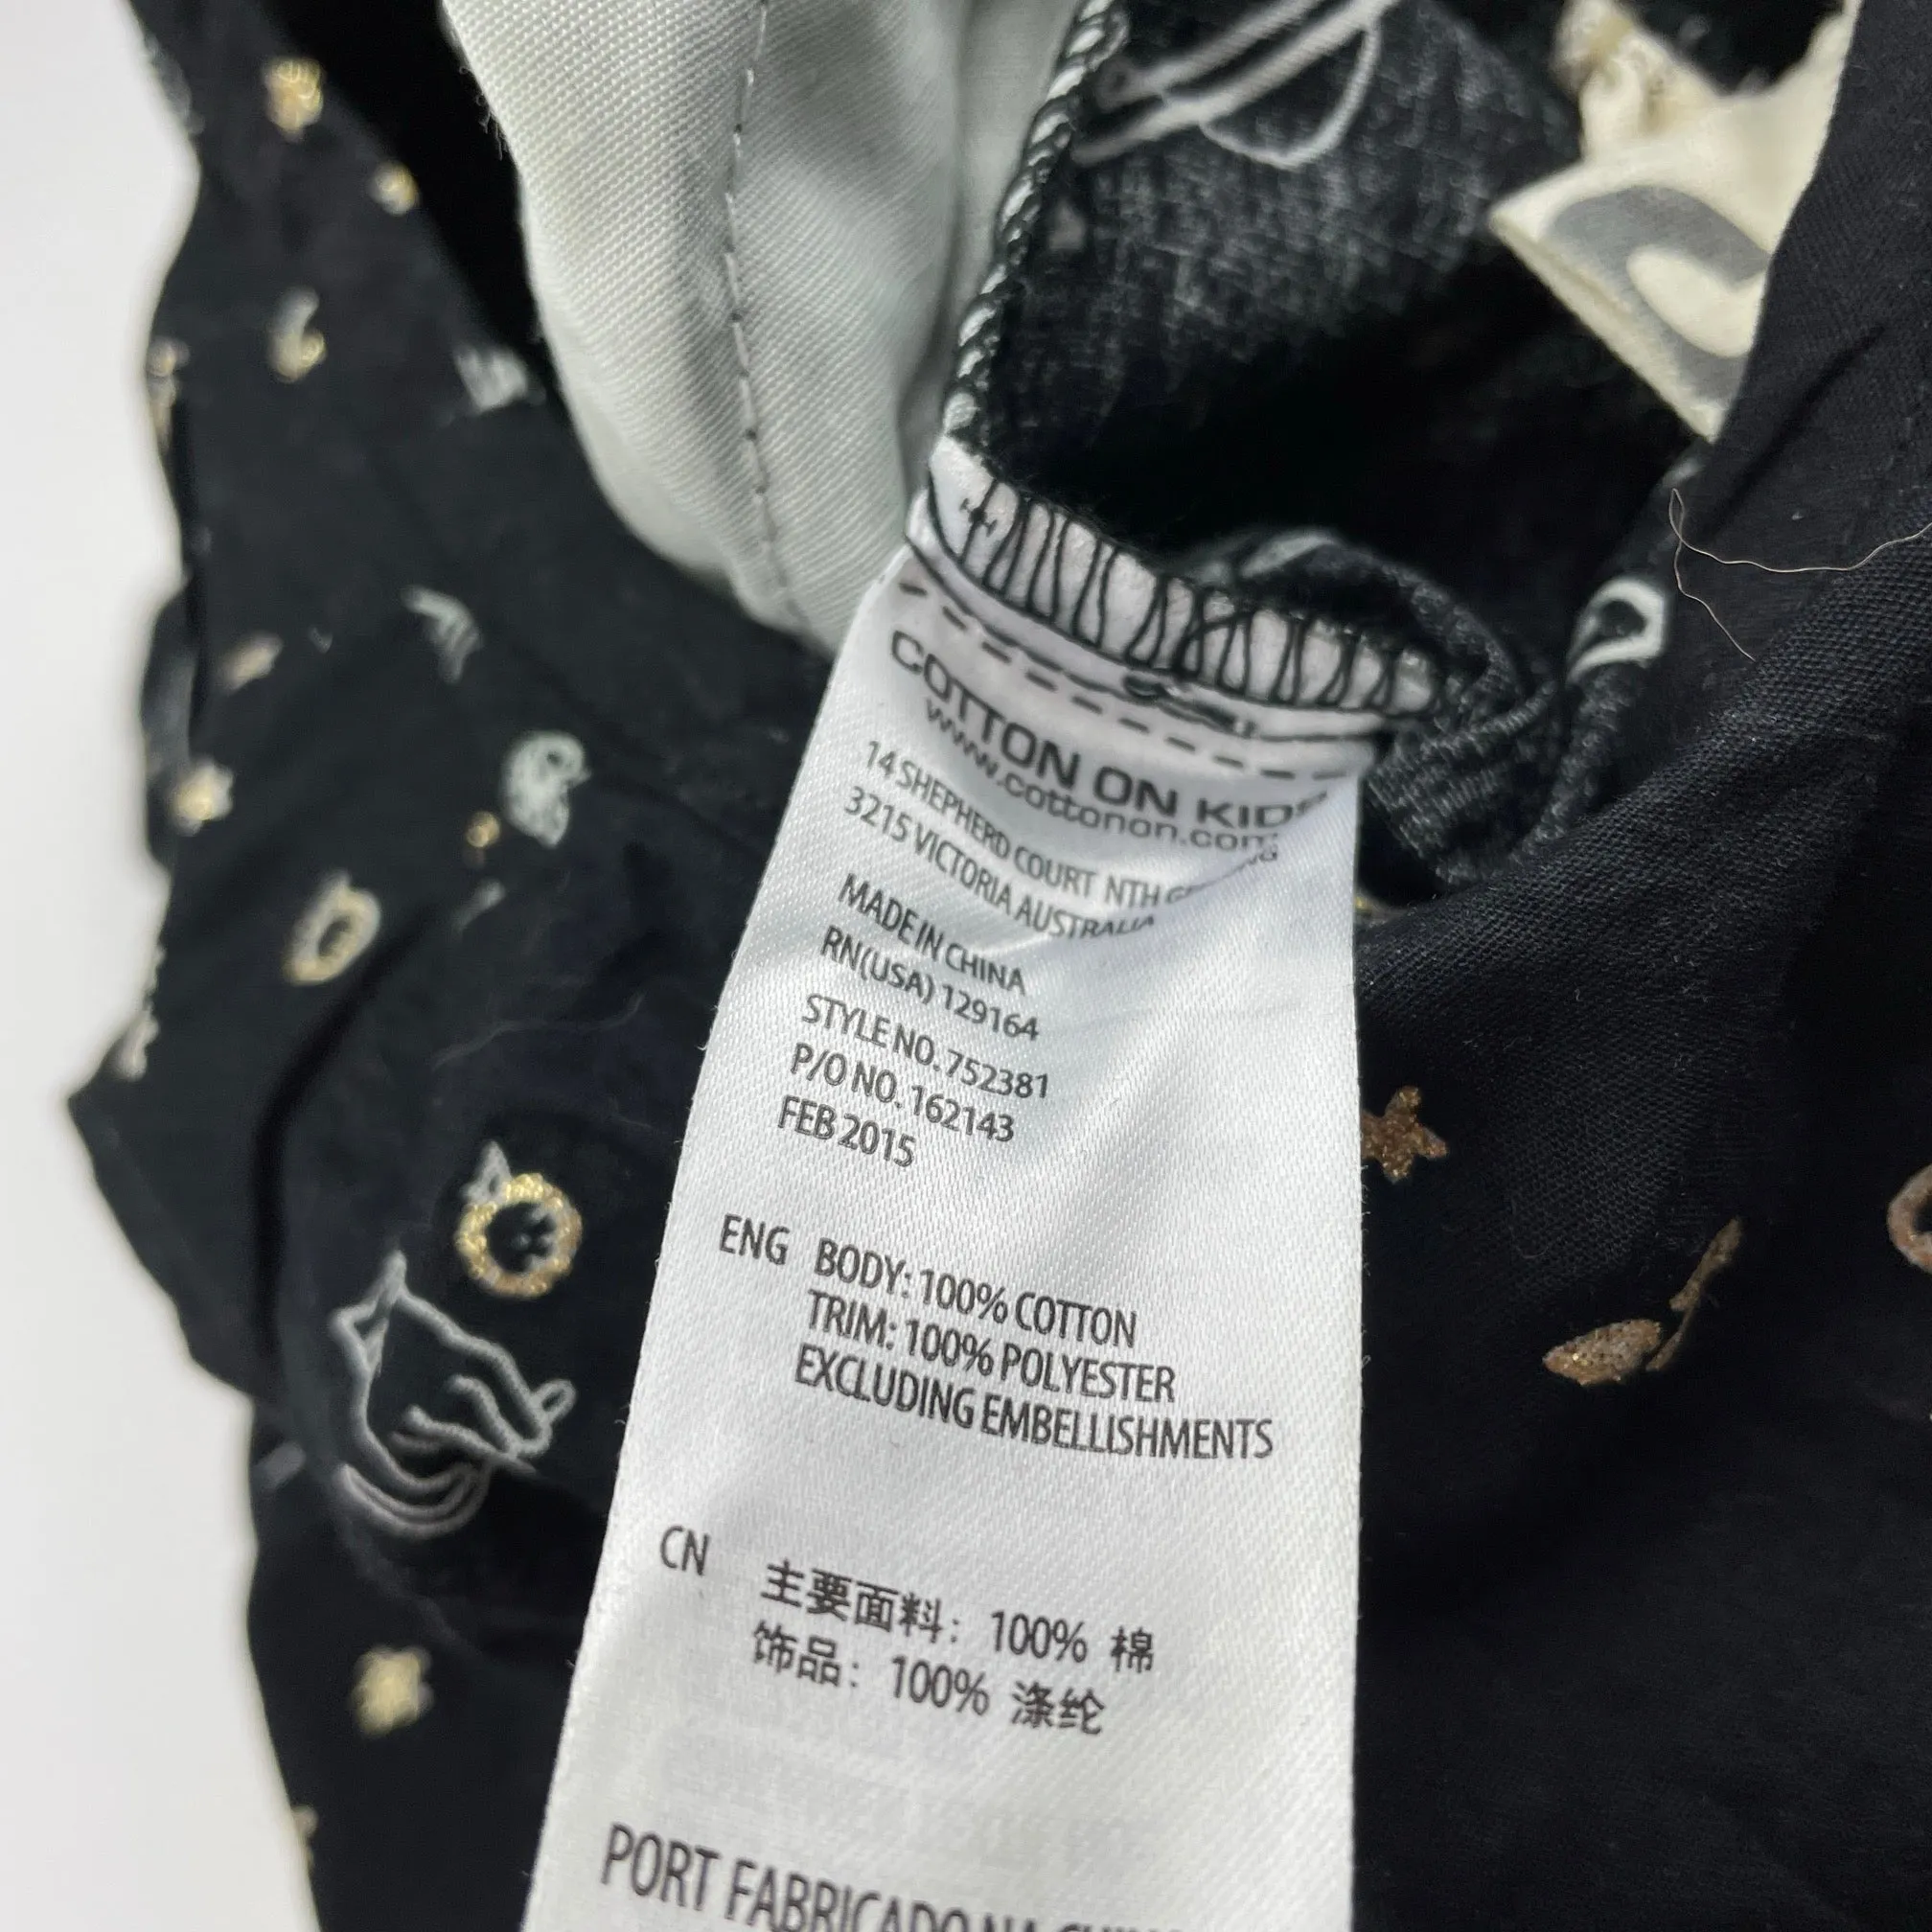 COTTON ON KIDS
www.cottonon.com
14 SHEPHERD COURT NTH
3215 VICTORIA AUSTRALIA
MADE IN CHINA
RN(USA) 129164
STYLE NO. 752381
P/O NO. 162143
FEB 2015
ENG BODY: 100% COTTON
TRIM: 100% POLYESTER
EXCLUDING EMBELLISHMENTS
CN 主要面料: 100% 棉
饰品: 100% 涤纶
PORT FABRICADO NA